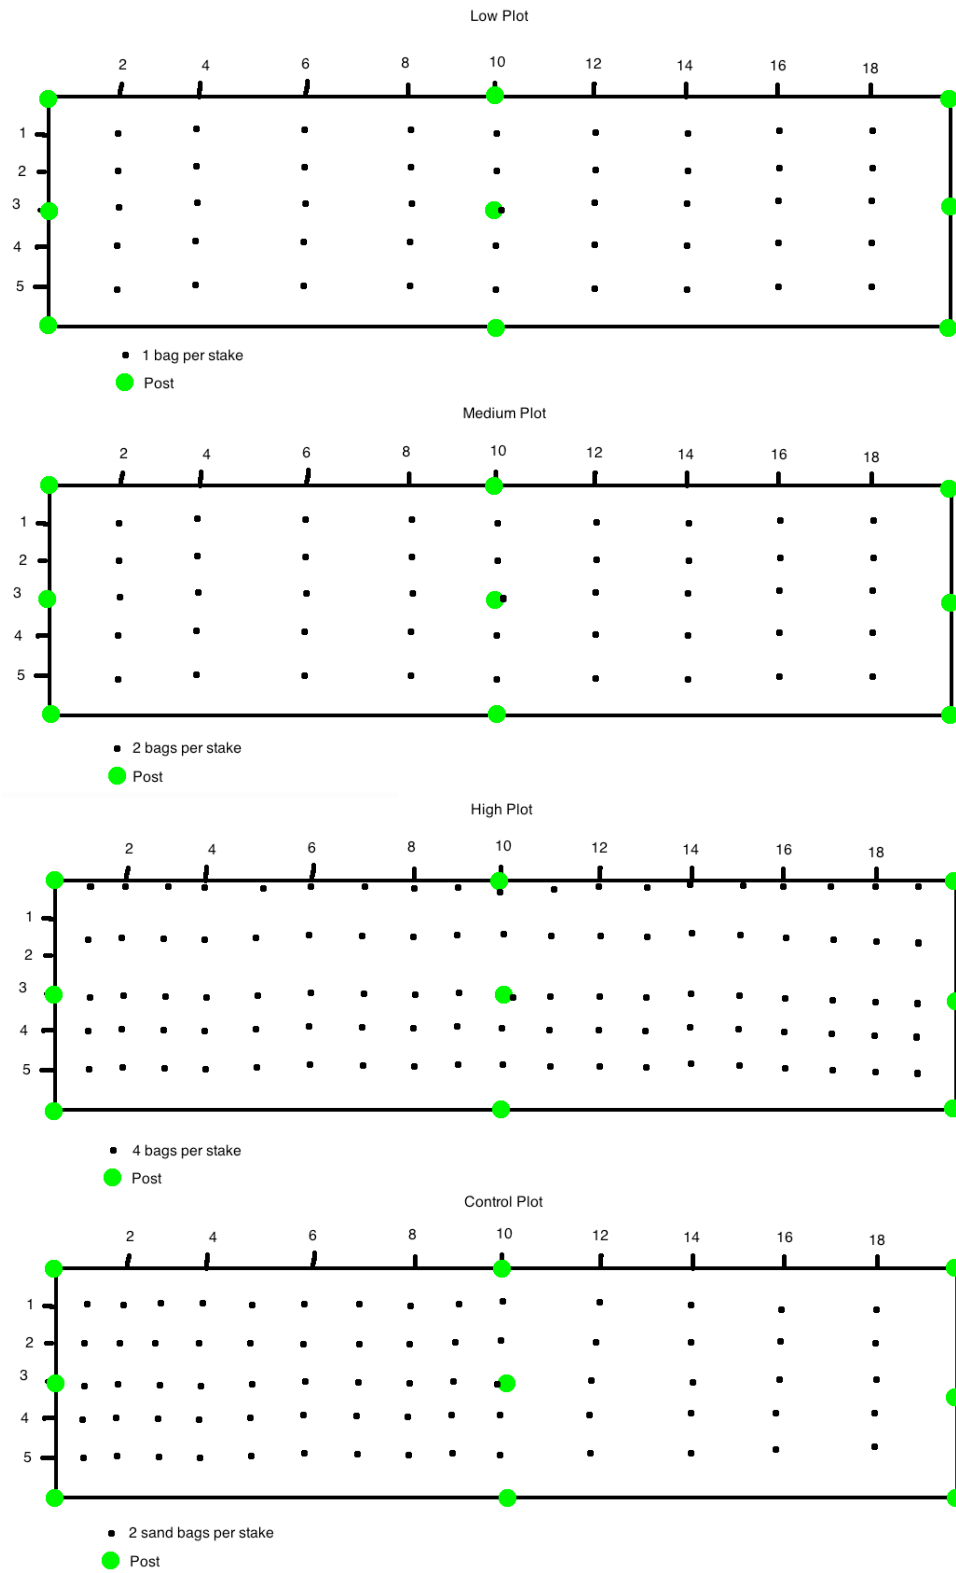 Low Plot
2 4 6 8 10 12 14 16 18
1
2
3
4
5
1 bag per stake
Post
Medium Plot
2 4 6 8 10 12 14 16 18
1
2
3
4
5
2 bags per stake
Post
High Plot
2 4 6 8 10 12 14 16 18
1
2
3
4
5
4 bags per stake
Post
Control Plot
2 4 6 8 10 12 14 16 18
1
2
3
4
5
2 sand bags per stake
Post